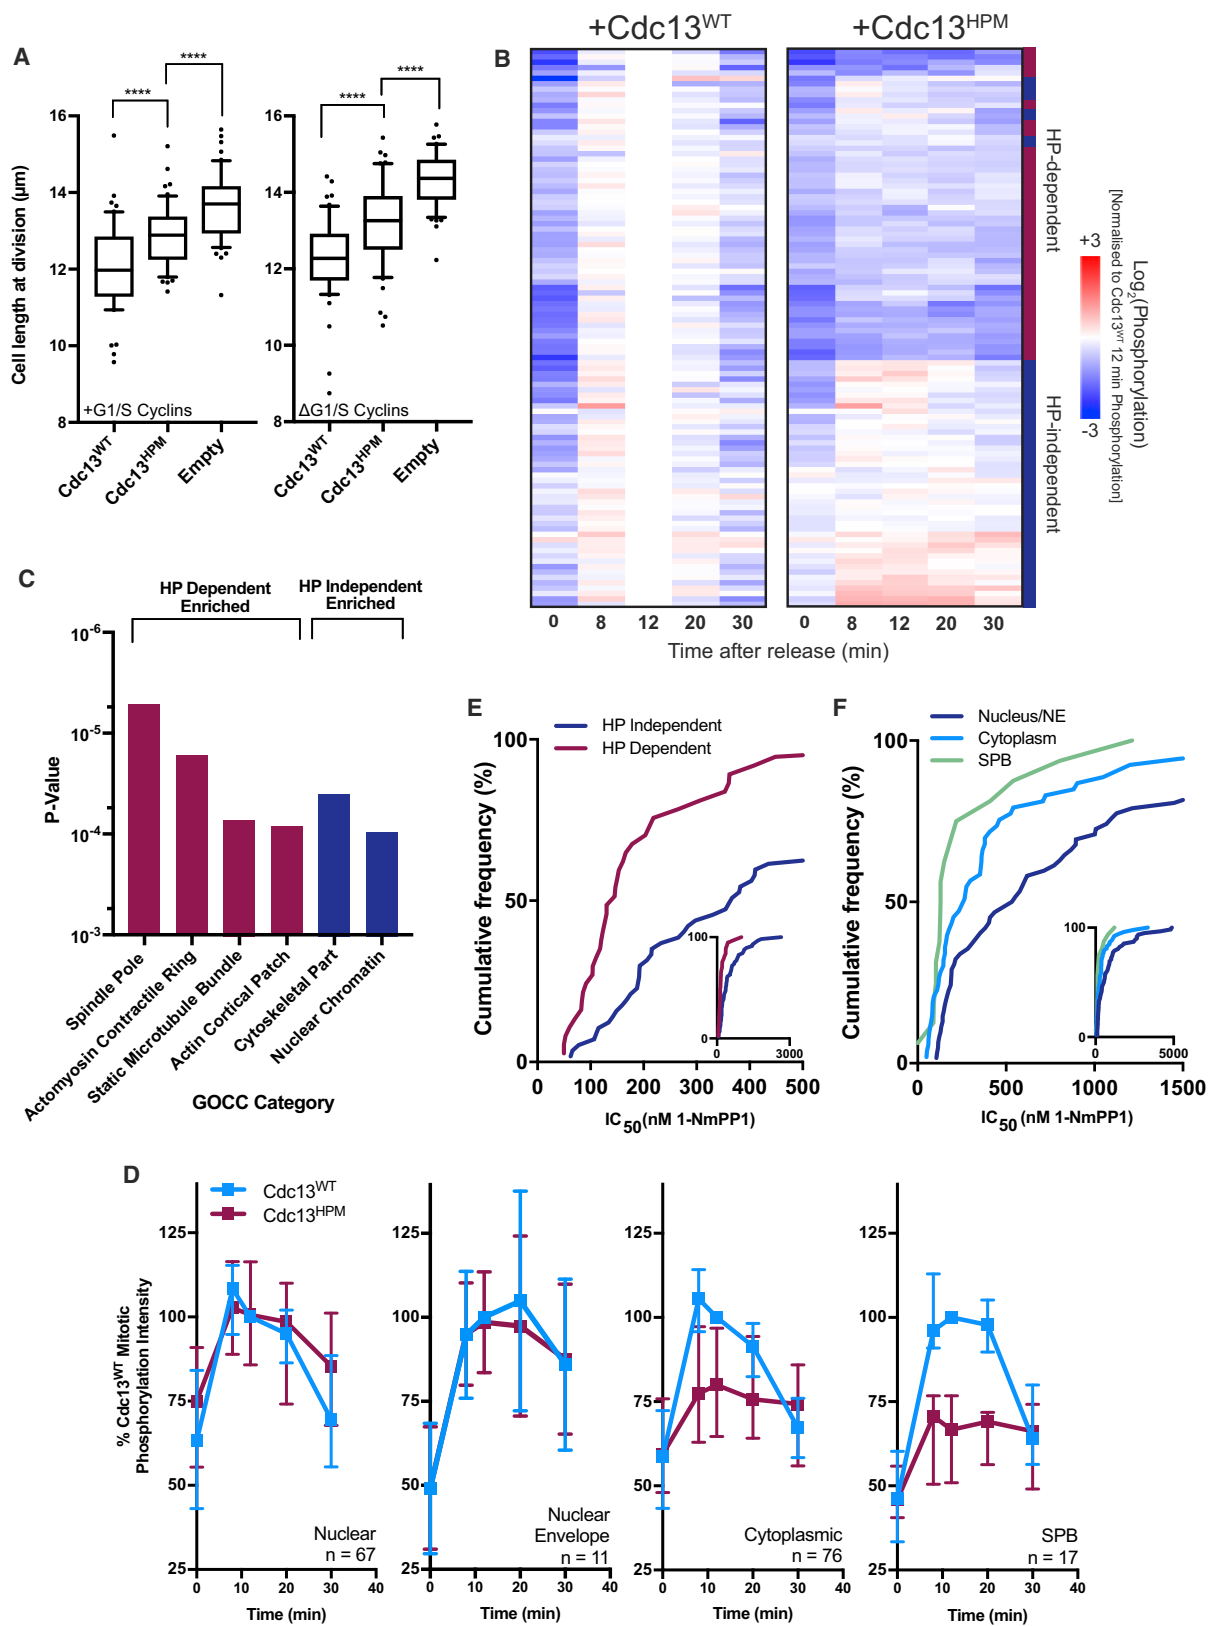 A
****
****
****
****
16
14
12
10
8
Cell length at division (µm)
+G1/S Cyclins
Cdc13WT
Cdc13HPM
Empty
16
14
12
10
8
ΔG1/S Cyclins
Cdc13WT
Cdc13HPM
Empty
B
+Cdc13WT
+Cdc13HPM
0 8 12 20 30
0 8 12 20 30
Time after release (min)
HP-dependent
HP-independent
+3
-3
Log2(Phosphorylation)
[Normalised to Cdc13WT 12 min Phosphorylation]
C
HP Dependent
Enriched
HP Independent
Enriched
10-6
10-5
10-4
10-3
P-Value
Spindle Pole
Actomyosin Contractile Ring
Static Microtubule Bundle
Actin Cortical Patch
Cytoskeletal Part
Nuclear Chromatin
GOCC Category
E
HP Independent
HP Dependent
100
50
0
Cumulative frequency (%)
100
0
0 3000
0 100 200 300 400 500
IC50 (nM 1-NmPP1)
F
Nucleus/NE
Cytoplasm
SPB
100
50
0
Cumulative frequency (%)
100
0
0 5000
0 500 1000 1500
IC50 (nM 1-NmPP1)
D
Cdc13WT
Cdc13HPM
% Cdc13WT Mitotic
Phosphorylation Intensity
125
100
75
50
25
Nuclear
n = 67
0 10 20 30 40
Time (min)
125
100
75
50
25
Nuclear
Envelope
n = 11
0 10 20 30 40
Time (min)
125
100
75
50
25
Cytoplasmic
n = 76
0 10 20 30 40
Time (min)
125
100
75
50
25
SPB
n = 17
0 10 20 30 40
Time (min)